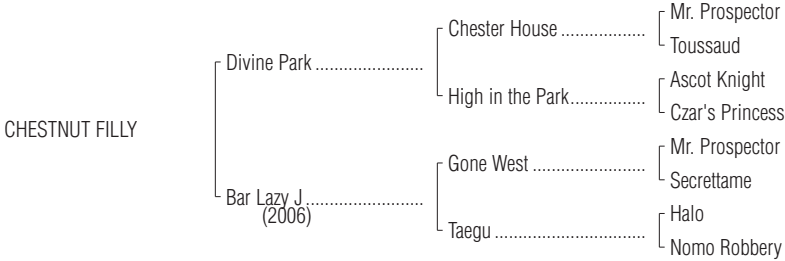 Mr. Prospector
Chester House ..................
Toussaud
Divine Park .......................
Ascot Knight
High in the Park................
Czar's Princess
CHESTNUT FILLY
Mr. Prospector
Gone West ........................
Secrettame
Bar Lazy J.........................
(2006)
Halo
Taegu ................................
Nomo Robbery